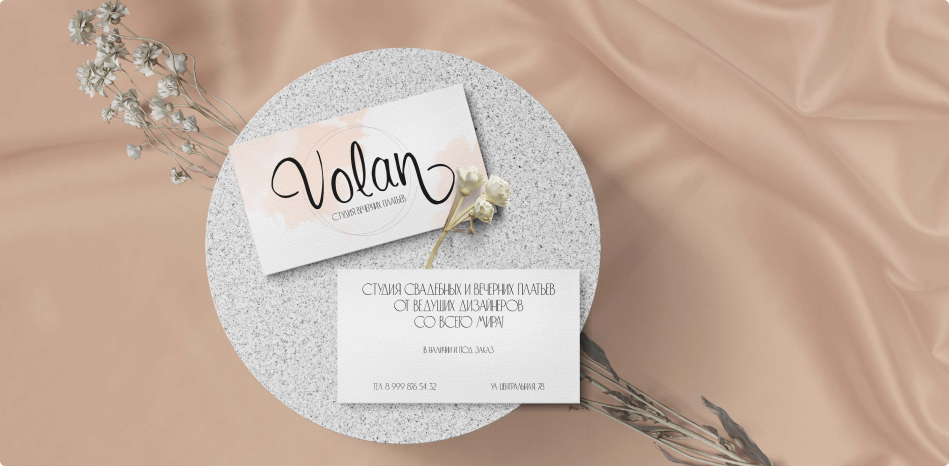 Volan
СТУДИЯ ВЕЧЕРНИХ ПЛАТЬЕВ
СТУДИЯ СВАДЕБНЫХ И ВЕЧЕРНИХ ПЛАТЬЕВ
ОТ ВЕДУЩИХ ДИЗАЙНЕРОВ
СО ВСЕГО МИРА!
В НАЛИЧИИ И ПОД ЗАКАЗ
ТЕЛ. 8 999 876 54 32 УЛ. ЦЕНТРАЛЬНАЯ 78